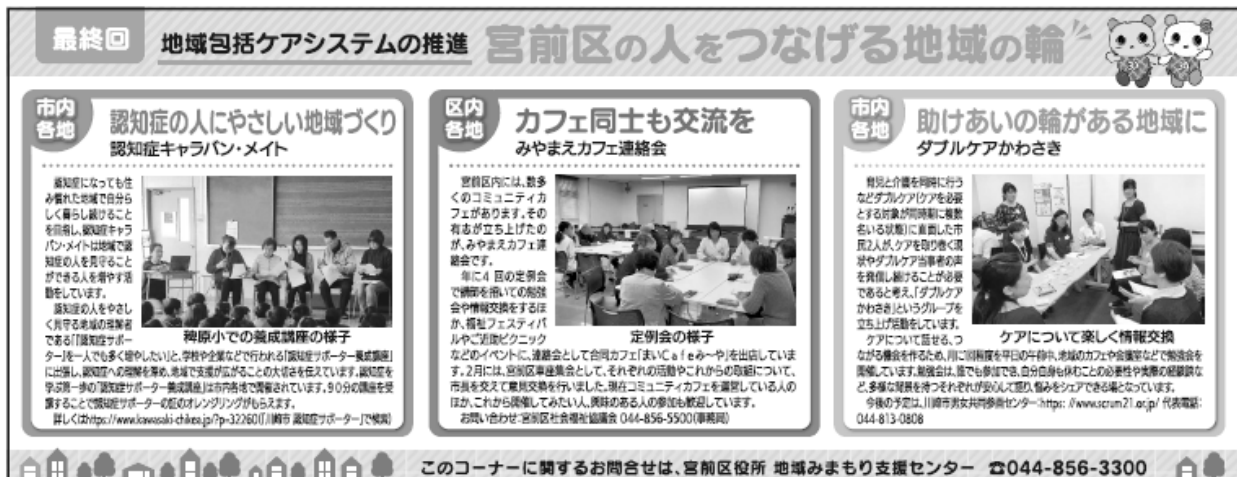 最終回
地域包括ケアシステムの推進
宮前区の人をつなげる地域の輪
市内
各地
認知症の人にやさしい地域づくり
認知症キャラバン・メイト
認知症になっても住
み慣れた地域で自分ら
しく暮らし続けること
を目指し、認知症キャラ
バン・メイトは地域で認
知症の人を見守ること
ができる人を増やす活
動をしています。
認知症の人をやさし
く見守る地域の理解者
である「「認知症サポー
ター」を一人でも多く増やしたい」と、学校や企業などで行われる「認知症サポーター養成講座」
に出張し、認知症への理解を深め、地域で支援が広がることの大切さを伝えています。認知症を
学ぶ第一歩の「認知症サポーター養成講座」は市内各地で開催されています。90分の講座を受
講することで認知症サポーターの証のオレンジリングがもらえます。
詳しくはhttps://www.kawasaki-chikea.jp/?p=32260(「川崎市 認知症サポーター」で検索)
稗原小での養成講座の様子
区内
各地
カフェ同士も交流を
みやまえカフェ連絡会
宮前区内には、数多
くのコミュニティカ
フェがあります。その
有志が立ち上げたの
が、みやまえカフェ連
絡会です。
年に4回の定例会
で講師を招いての勉強
会や情報交換をするほ
か、福祉フェスティバ
ルやご近助ピクニック
などのイベントに、連絡会として合同カフェ「まいCafeみ〜や」を出店していま
す。2月には、宮前区車座集会として、それぞれの活動やこれからの取組について、
市長を交えて意見交換を行いました。現在コミュニティカフェを運営している人の
ほか、これから開催してみたい人、興味のある人の参加も歓迎しています。
お問い合わせ:宮前区社会福祉協議会 044-856-5500(事務局)
定例会の様子
市内
各地
助けあいの輪がある地域に
ダブルケアかわさき
育児と介護を同時に行う
などダブルケア(ケアを必要
とする対象が同時期に複数
名いる状態)に直面した市
民2人が、ケアを取り巻く現
状やダブルケア当事者の声
を発信し続けることが必要
であると考え、「ダブルケア
かわさき」というグループを
立ち上げ活動をしています。
ケアについて話せる、つ
ながる機会を作るため、月に1回程度を平日の午前中、地域のカフェや会議室などで勉強会を
開催しています。勉強会は、誰でも参加でき、自分自身も休むことの必要性や実際の経験談な
ど、多様な背景を持つそれぞれが安心して語り、悩みをシェアできる場となっています。
今後の予定は、川崎市男女共同参画センター:https://www.scrum21.or.jp/ 代表電話:
044-813-0808
ケアについて楽しく情報交換
このコーナーに関するお問合せは、宮前区役所 地域みまもり支援センター ☎044-856-3300